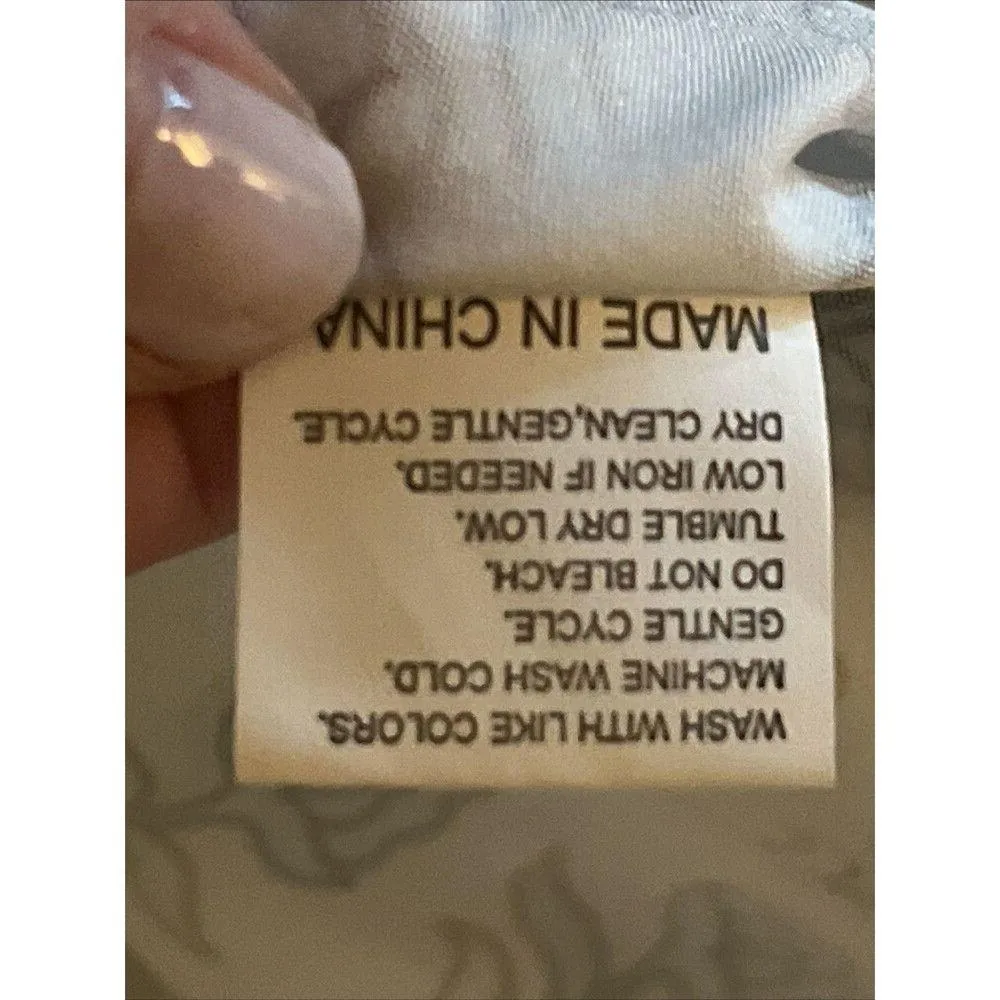 WASH WITH LIKE COLORS.
MACHINE WASH COLD.
GENTLE CYCLE.
DO NOT BLEACH.
TUMBLE DRY LOW.
LOW IRON IF NEEDED.
DRY CLEAN,GENTLE CYCLE.
MADE IN CHINA